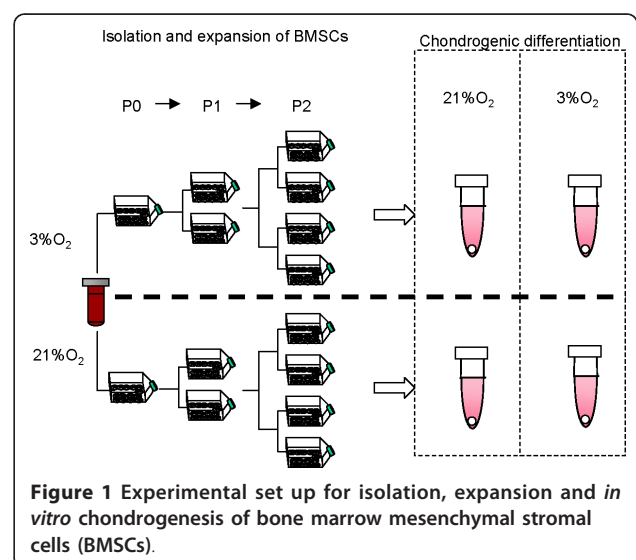 Isolation and expansion of BMSCs
Chondrogenic differentiation
P0 → P1 → P2
21%O₂ 3%O₂
3%O₂
21%O₂
Figure 1 Experimental set up for isolation, expansion and in
vitro chondrogenesis of bone marrow mesenchymal stromal
cells (BMSCs).